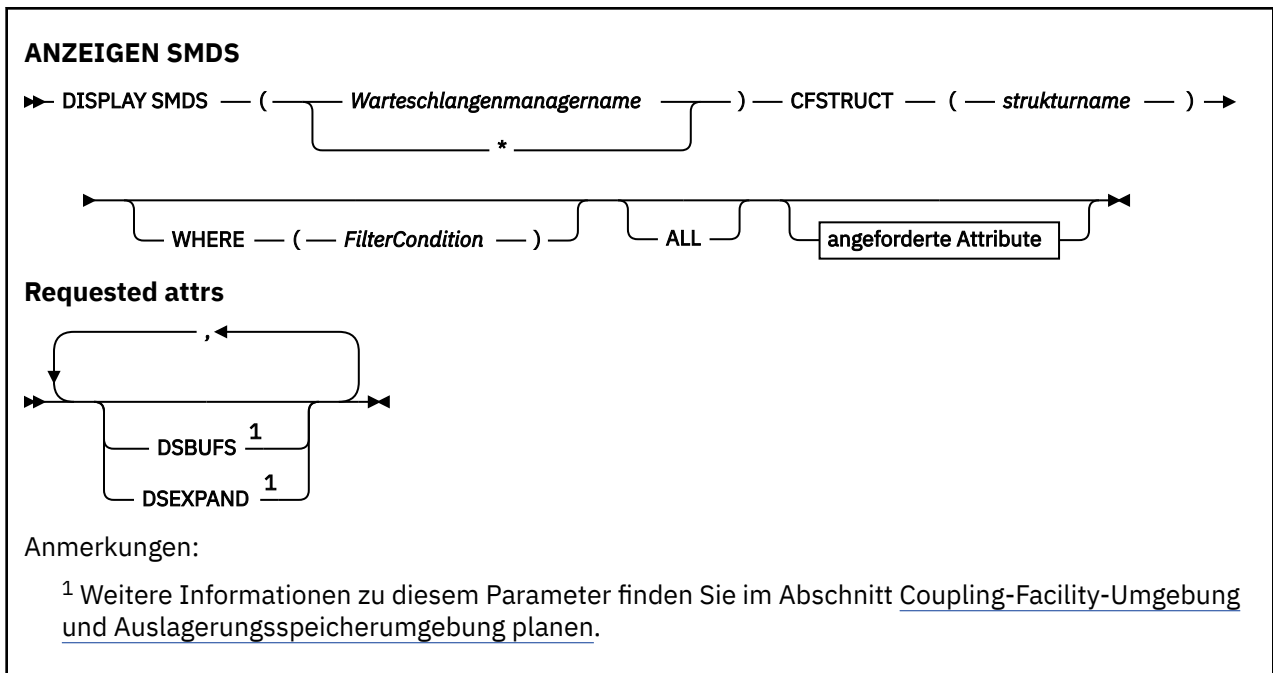 ANZEIGEN SMDS
DISPLAY SMDS ( Warteschlangenmanagername ) CFSTRUCT ( strukturname )
*
WHERE ( FilterCondition ) ALL angeforderte Attribute
Requested attrs
,
DSBUFS 1
DSEXPAND 1
Anmerkungen:
1 Weitere Informationen zu diesem Parameter finden Sie im Abschnitt Coupling-Facility-Umgebung
und Auslagerungsspeicherumgebung planen.